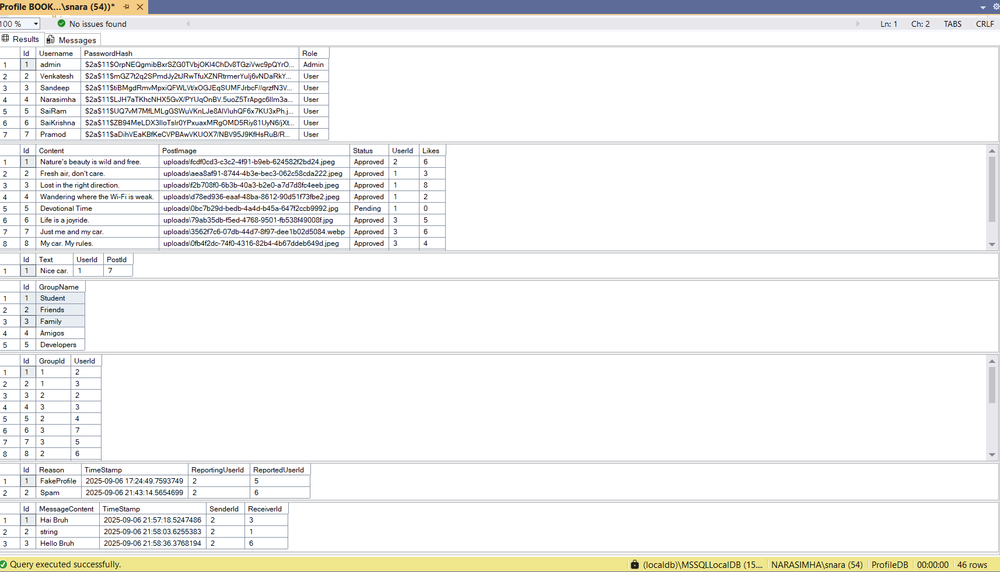 Profile BOOK...\snara (54))*
100 % No issues found Ln: 1 Ch: 2 TABS CRLF
Results Messages
Id Username PasswordHash Role
1 1 admin $2a$11$OrpNEQgmibBxrSZG0TVbjOKl4ChDv8TGziVwc9pQYrO... Admin
2 2 Venkatesh $2a$11$mGZ7t2q2SPmdJy2tJRwTfuXZNRtrmerYulj6vNDaRkY... User
3 3 Sandeep $2a$11$tiBMgdRmvMpxiQFWLVt/xOGJEqSUMFJrbcF//qrzfN3V... User
4 4 Narasimha $2a$11$LJH7aTKhcNHX5GvX/PYUqOnBV.5uoZ5TrApgc6Ilm3a... User
5 5 SaiRam $2a$11$UQ7vM7MfLMLgGSWuVKnLJe8AlVluhQF6x7KU3xPh.j... User
6 6 SaiKrishna $2a$11$ZB94MeLDX3lloTslr0YPxuaxMRgOMD5Riy81UyN6/jXt... User
7 7 Pramod $2a$11$aDihVEaKBfKeCVPBAwVKUOX7/NBV95J9KfHsRuB/R... User
Id Content PostImage Status UserId Likes
1 1 Nature's beauty is wild and free. uploads\fcdf0cd3-c3c2-4f91-b9eb-624582f2bd24.jpeg Approved 2 6
2 2 Fresh air, don't care. uploads\aea8af91-8744-4b3e-bec3-062c58cda222.jpeg Approved 1 3
3 3 Lost in the right direction. uploads\f2b708f0-6b3b-40a3-b2e0-a7d7d8fc4eeb.jpeg Approved 1 8
4 4 Wandering where the Wi-Fi is weak. uploads\d78ed936-eaaf-48ba-8612-90d51f73fbe2.jpeg Approved 1 2
5 5 Devotional Time uploads\0bc7b29d-bedb-4a4d-b45a-647f2ccb9992.jpg Pending 1 0
6 6 Life is a joyride. uploads\79ab35db-f5ed-4768-9501-fb538f49008f.jpg Approved 3 5
7 7 Just me and my car. uploads\3562f7c6-07db-44d7-8f97-dee1b02d5084.webp Approved 3 6
8 8 My car. My rules. uploads\0fb4f2dc-74f0-4316-82b4-4b67ddeb649d.jpeg Approved 3 4
Id Text UserId PostId
1 1 Nice car. 1 7
Id GroupName
1 1 Student
2 2 Friends
3 3 Family
4 4 Amigos
5 5 Developers
Id GroupId UserId
1 1 1 2
2 2 1 3
3 3 2 2
4 4 3 3
5 5 2 4
6 6 3 7
7 7 3 5
8 8 2 6
Id Reason TimeStamp ReportingUserId ReportedUserId
1 1 FakeProfile 2025-09-06 17:24:49.7593749 2 5
2 2 Spam 2025-09-06 21:43:14.5654699 2 6
Id MessageContent TimeStamp SenderId ReceiverId
1 1 Hai Bruh 2025-09-06 21:57:18.5247486 2 3
2 2 string 2025-09-06 21:58:03.6255383 2 1
3 3 Hello Bruh 2025-09-06 21:58:36.3768194 2 6
Query executed successfully. (localdb)\MSSQLLocalDB (15.... NARASIMHA\snara (54) ProfileDB 00:00:00 46 rows